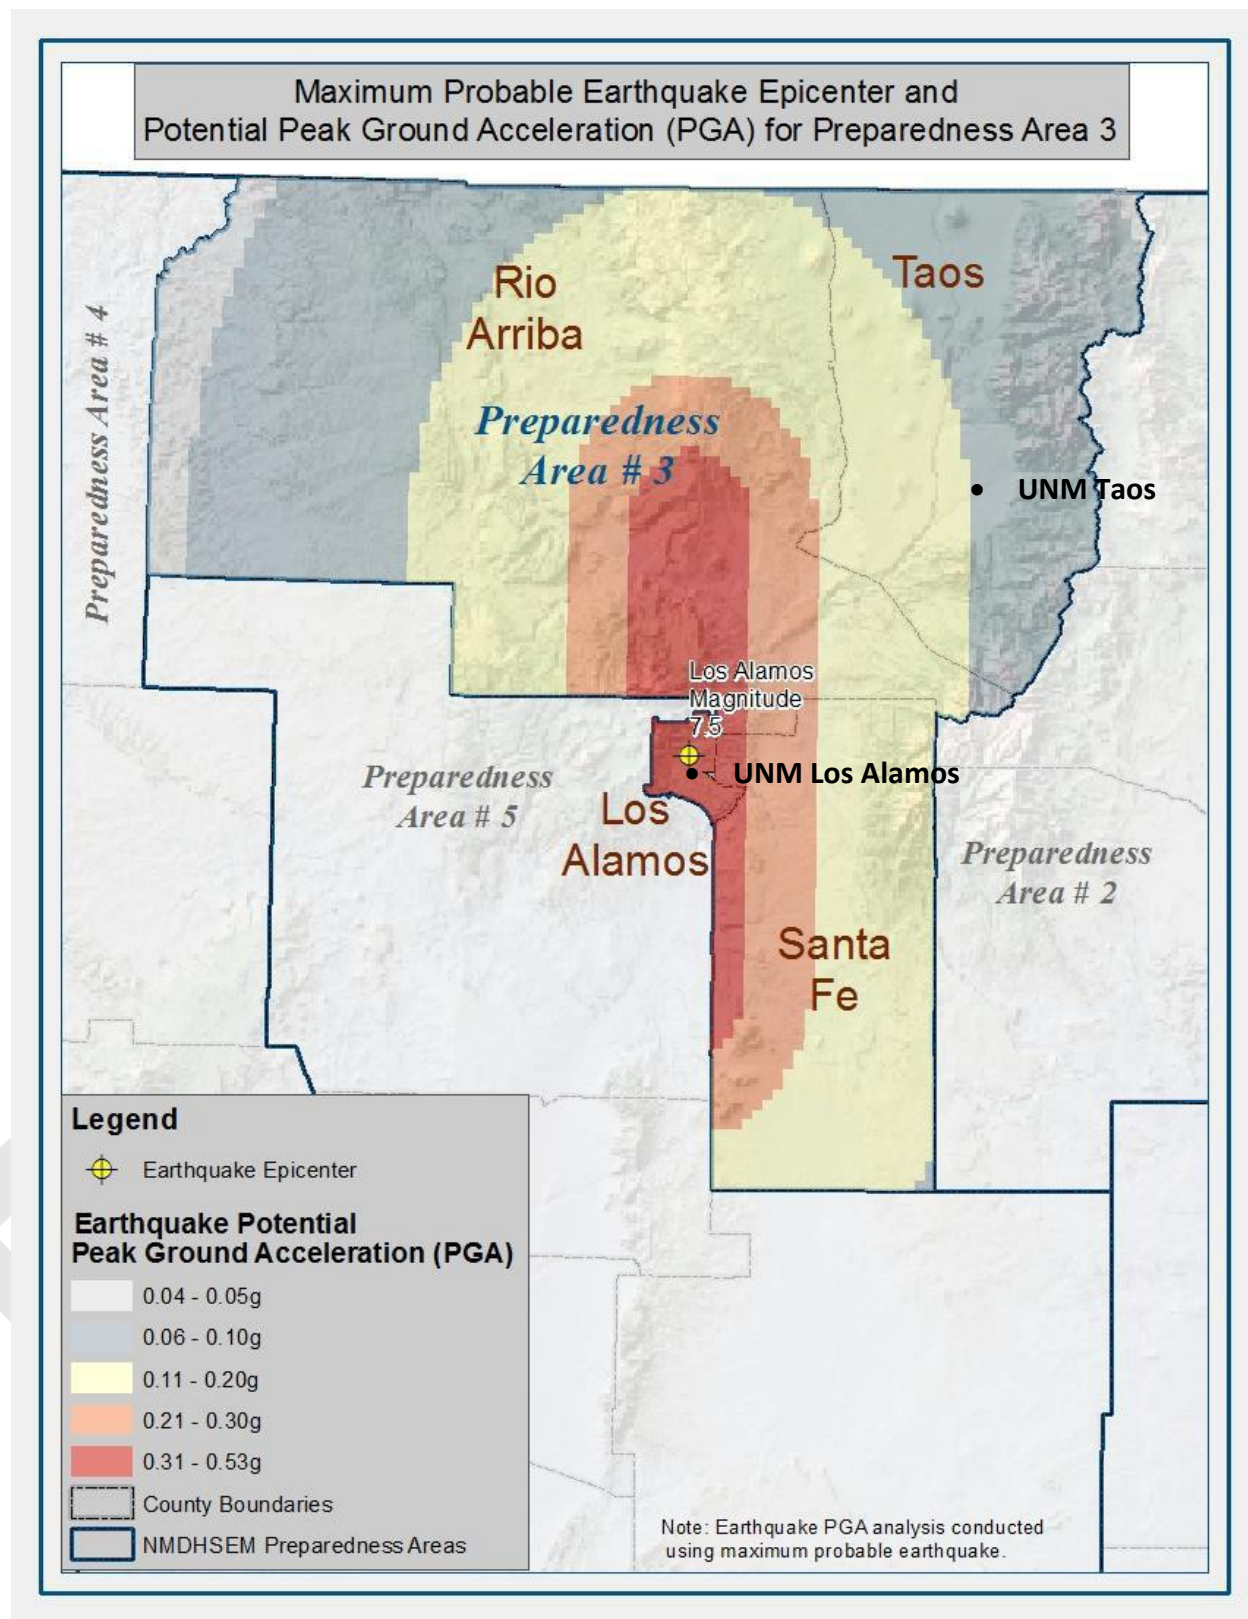 Maximum Probable Earthquake Epicenter and
Potential Peak Ground Acceleration (PGA) for Preparedness Area 3
Rio
Arriba
Taos
Preparedness Area # 4
Preparedness
Area # 3
UNM Taos
Los Alamos
Magnitude
7.5
UNM Los Alamos
Preparedness
Area # 5
Los
Alamos
Preparedness
Area # 2
Santa
Fe
Legend
Earthquake Epicenter
Earthquake Potential
Peak Ground Acceleration (PGA)
0.04 - 0.05g
0.06 - 0.10g
0.11 - 0.20g
0.21 - 0.30g
0.31 - 0.53g
County Boundaries
NMDHSEM Preparedness Areas
Note: Earthquake PGA analysis conducted
using maximum probable earthquake.